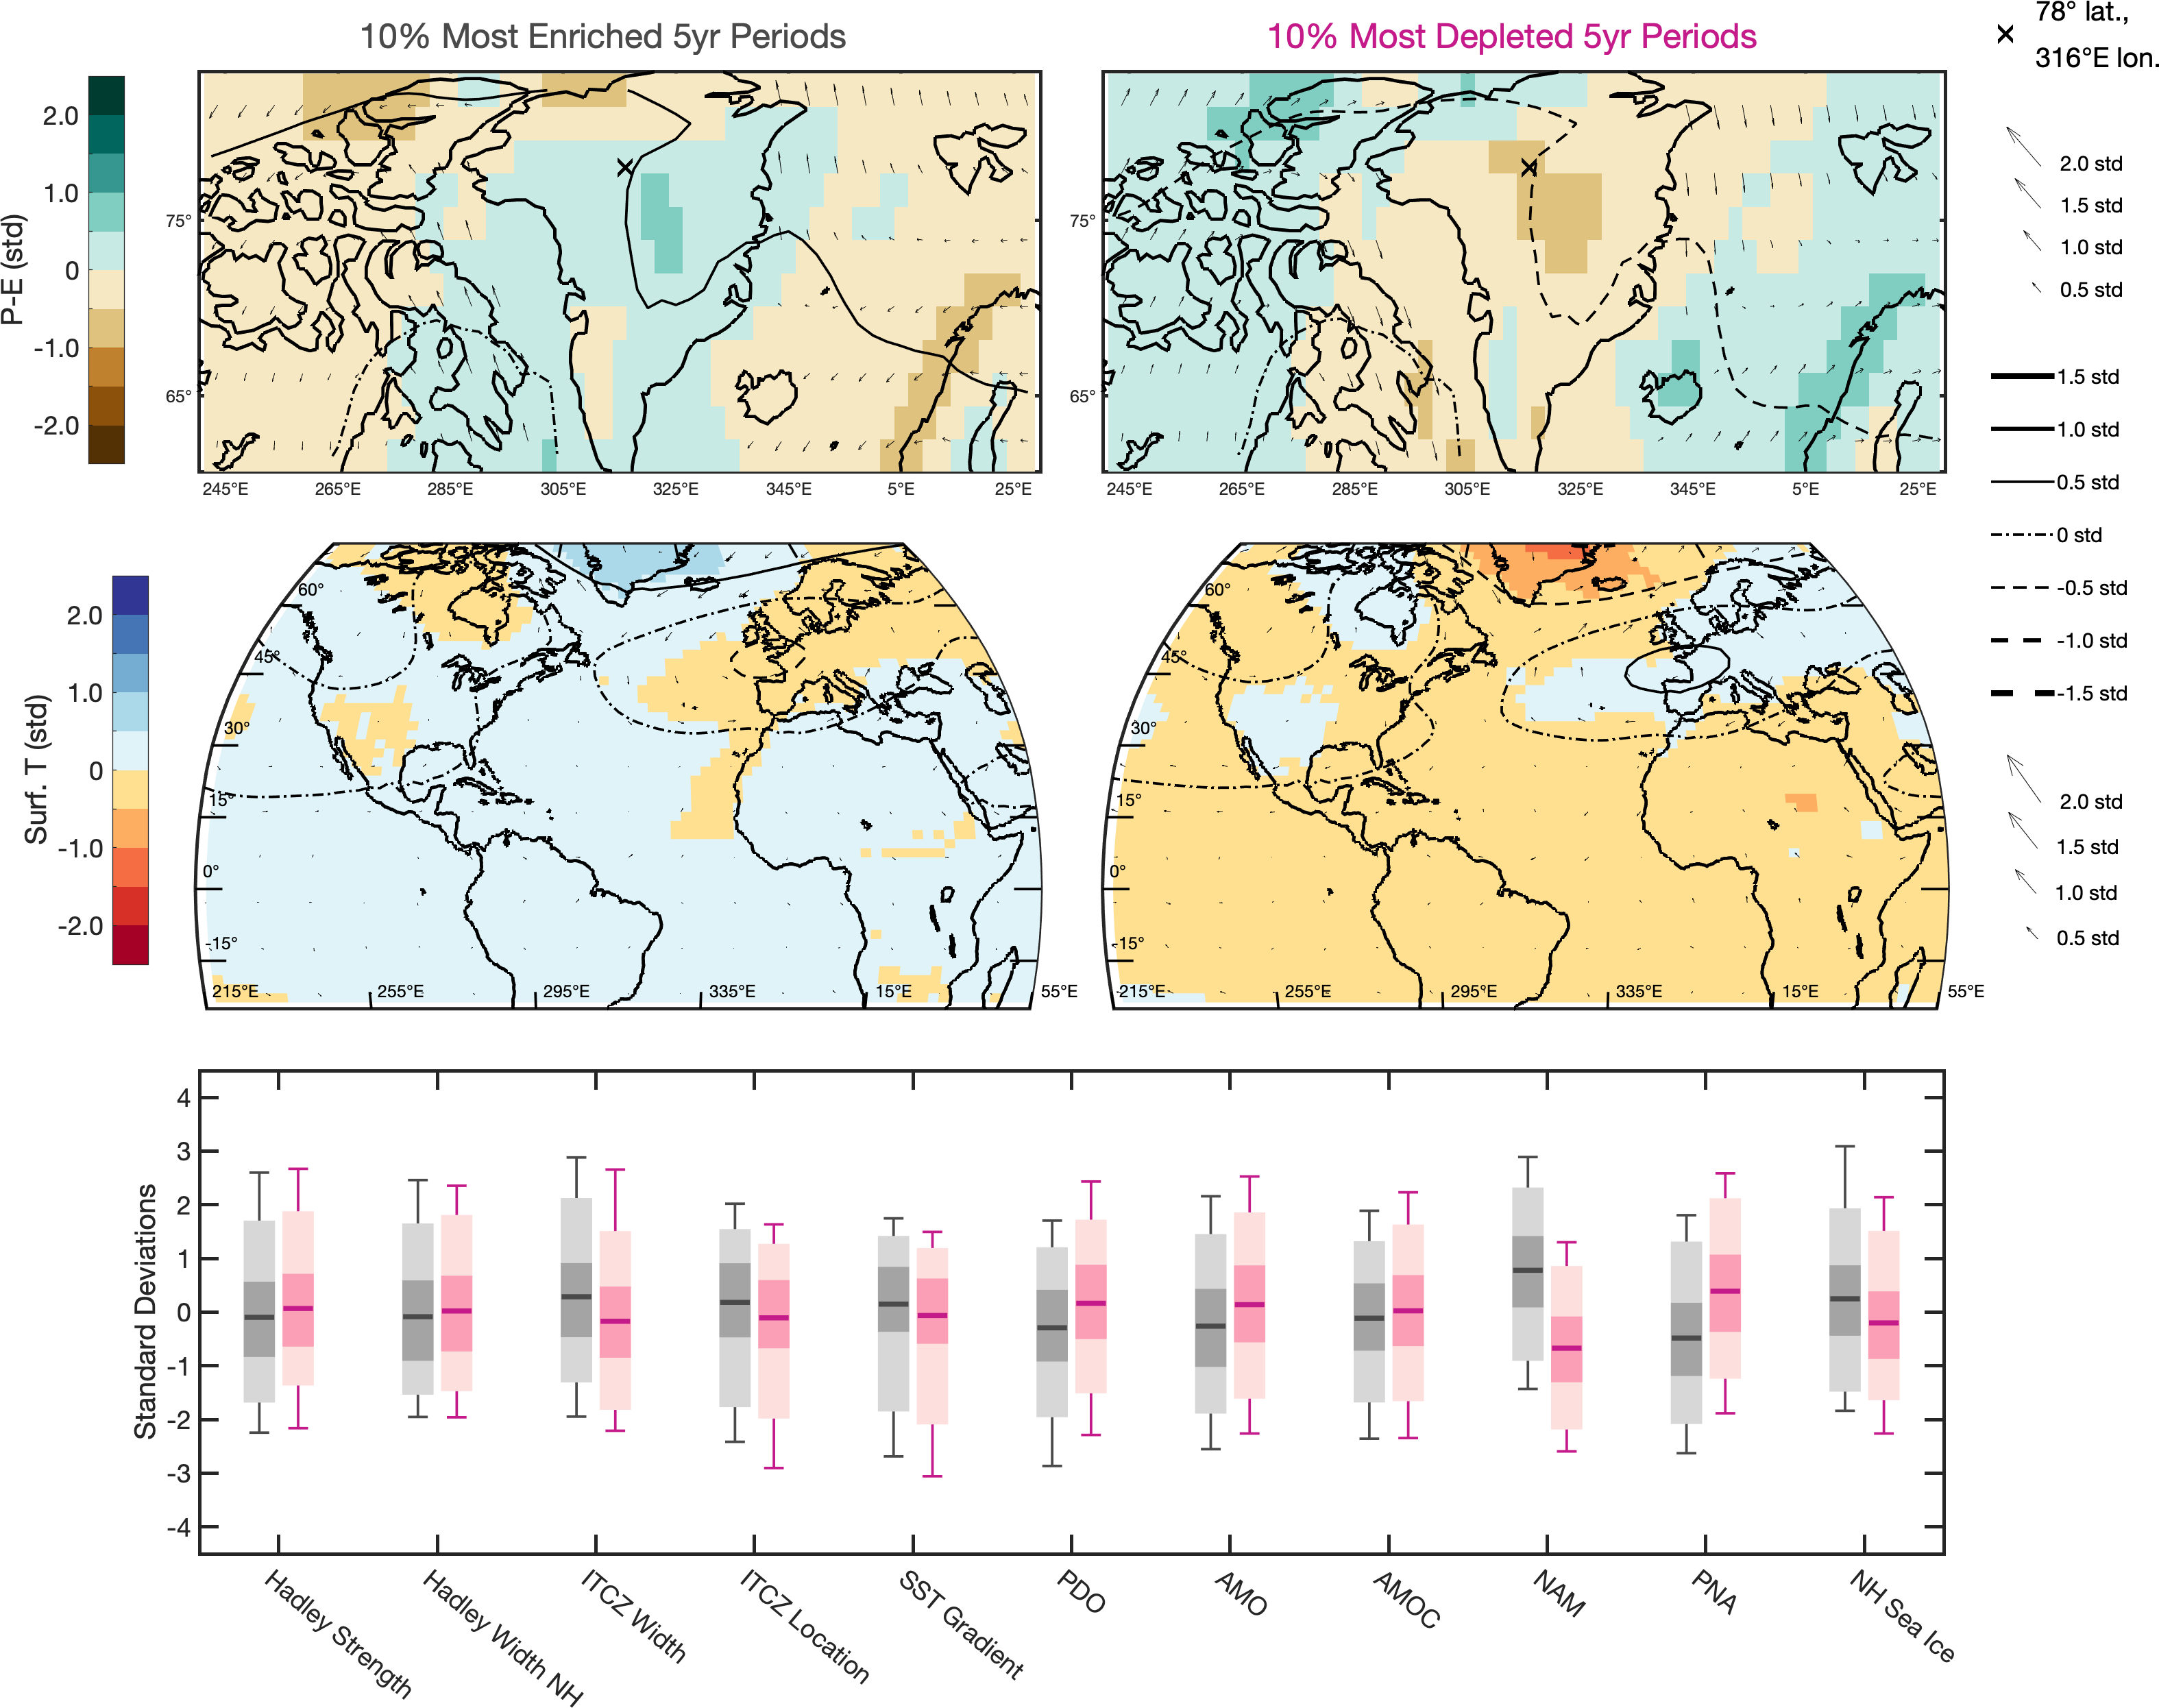 10% Most Enriched 5yr Periods
10% Most Depleted 5yr Periods
78° lat.,
316°E lon.
P-E (std)
2.0
1.0
0
-1.0
-2.0
75°
65°
245°E 265°E 285°E 305°E 325°E 345°E 5°E 25°E
75°
65°
245°E 265°E 285°E 305°E 325°E 345°E 5°E 25°E
2.0 std
1.5 std
1.0 std
0.5 std
1.5 std
1.0 std
0.5 std
0 std
-0.5 std
-1.0 std
-1.5 std
Surf. T (std)
2.0
1.0
0
-1.0
-2.0
60°
45°
30°
15°
0°
-15°
215°E 255°E 295°E 335°E 15°E 55°E
60°
45°
30°
15°
0°
-15°
215°E 255°E 295°E 335°E 15°E 55°E
2.0 std
1.5 std
1.0 std
0.5 std
Standard Deviations
4
3
2
1
0
-1
-2
-3
-4
Hadley Strength
Hadley Width NH
ITCZ Width
ITCZ Location
SST Gradient
PDO
AMO
AMOC
NAM
PNA
NH Sea Ice